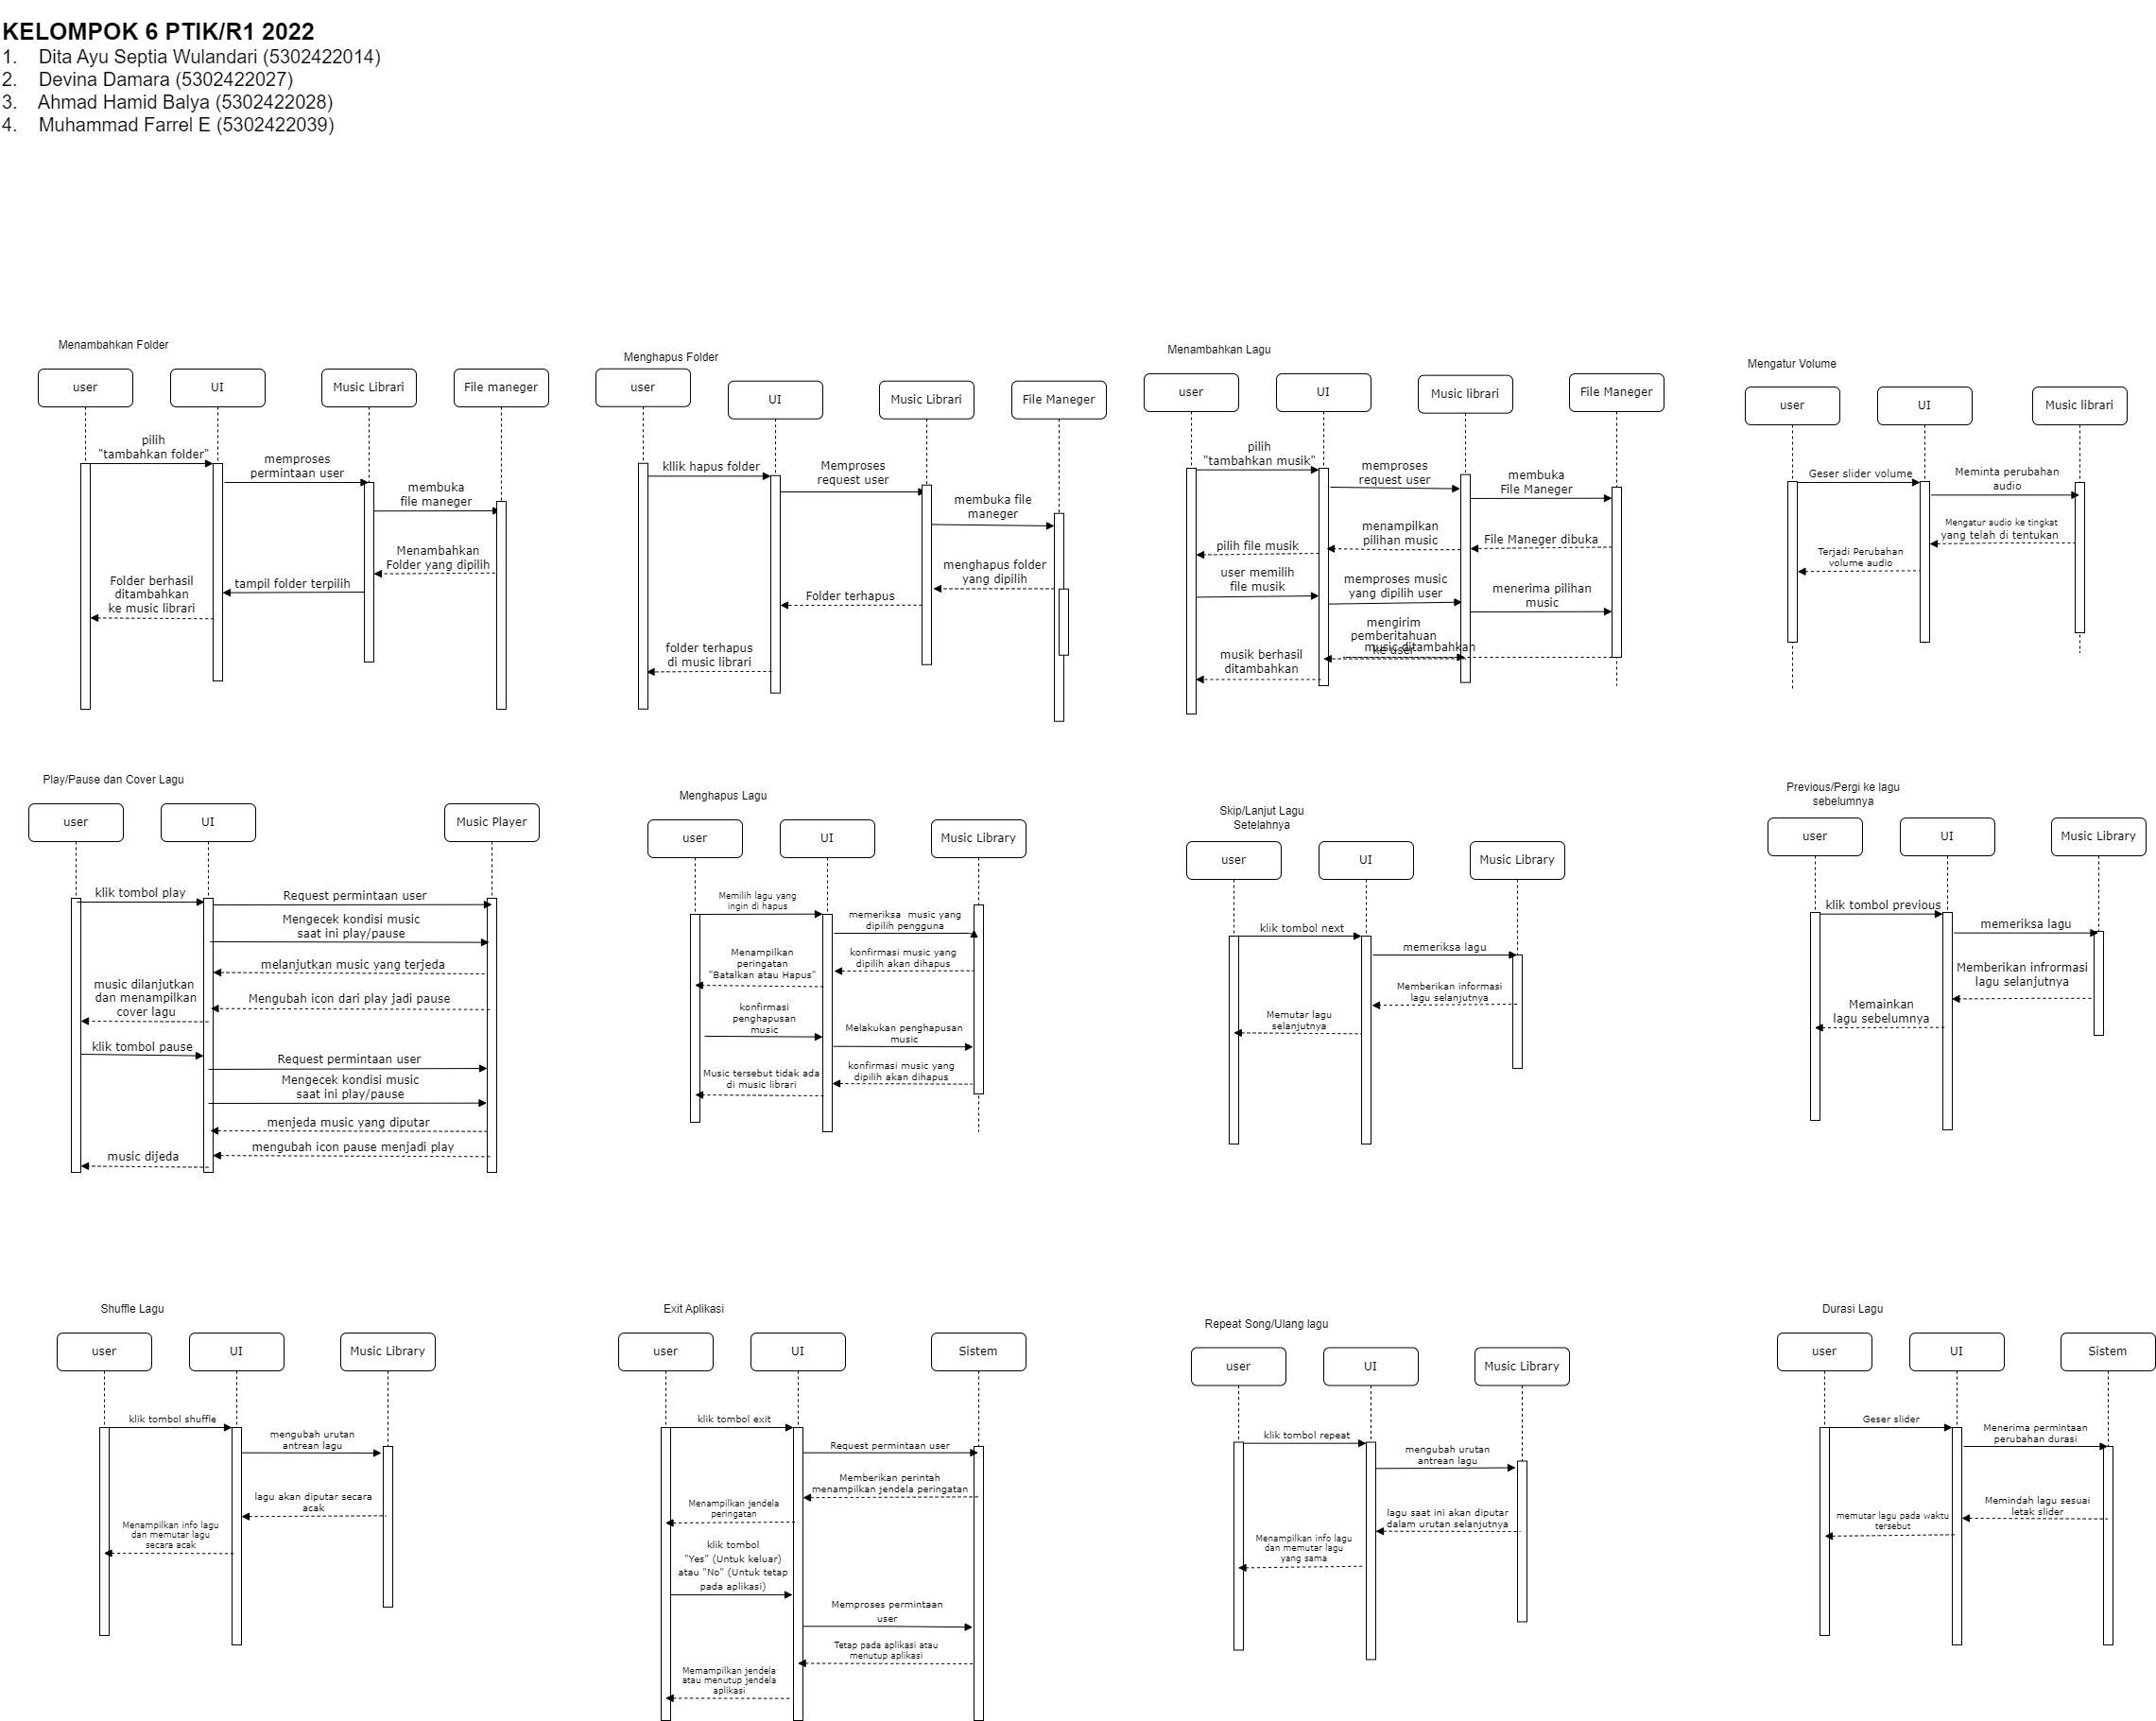 KELOMPOK 6 PTIK/R1 2022
1. Dita Ayu Septia Wulandari (5302422014)
2. Devina Damara (5302422027)
3. Ahmad Hamid Balya (5302422028)
4. Muhammad Farrel E (5302422039)
Menambahkan Folder
user
UI
Music Librari
File maneger
pilih
"tambahkan folder"
memproses
permintaan user
membuka
file maneger
Menambahkan
Folder yang dipilih
tampil folder terpilih
Folder berhasil
ditambahkan
ke music librari
Menghapus Folder
user
UI
Music Librari
File Maneger
kllik hapus folder
Memproses
request user
membuka file
maneger
menghapus folder
yang dipilih
Folder terhapus
folder terhapus
di music librari
Menambahkan Lagu
user
UI
Music librari
File Maneger
pilih
"tambahkan musik"
memproses
request user
membuka
File Maneger
File Maneger dibuka
menampilkan
pilihan music
pilih file musik
user memilih
file musik
memproses music
yang dipilih user
menerima pilihan
music
mengirim
pemberitahuan
ke user
music ditambahkan
musik berhasil
ditambahkan
Mengatur Volume
user
UI
Music librari
Geser slider volume
Meminta perubahan
audio
Mengatur audio ke tingkat
yang telah di tentukan
Terjadi Perubahan
volume audio
Play/Pause dan Cover Lagu
user
UI
Music Player
klik tombol play
Request permintaan user
Mengecek kondisi music
saat ini play/pause
melanjutkan music yang terjeda
Mengubah icon dari play jadi pause
music dilanjutkan
dan menampilkan
cover lagu
klik tombol pause
Request permintaan user
Mengecek kondisi music
saat ini play/pause
menjeda music yang diputar
mengubah icon pause menjadi play
music dijeda
Menghapus Lagu
user
UI
Music Library
Memilih lagu yang
ingin di hapus
memeriksa music yang
dipilih pengguna
konfirmasi music yang
dipilih akan dihapus
Menampilkan
peringatan
"Batalkan atau Hapus"
konfirmasi
penghapusan
music
Melakukan penghapusan
music
konfirmasi music yang
dipilih akan dihapus
Music tersebut tidak ada
di music librari
Skip/Lanjut Lagu
Setelahnya
user
UI
Music Library
klik tombol next
memeriksa lagu
Memberikan informasi
lagu selanjutnya
Memutar lagu
selanjutnya
Previous/Pergi ke lagu
sebelumnya
user
UI
Music Library
klik tombol previous
memeriksa lagu
Memberikan infrormasi
lagu selanjutnya
Memainkan
lagu sebelumnya
Shuffle Lagu
user
UI
Music Library
klik tombol shuffle
mengubah urutan
antrean lagu
lagu akan diputar secara
acak
Menampilkan info lagu
dan memutar lagu
secara acak
Exit Aplikasi
user
UI
Sistem
klik tombol exit
Request permintaan user
Memberikan perintah
menampilkan jendela peringatan
Menampilkan jendela
peringatan
klik tombol
"Yes" (Untuk keluar)
atau "No" (Untuk tetap
pada aplikasi)
Memproses permintaan
user
Tetap pada aplikasi atau
menutup aplikasi
Memampilkan jendela
atau menutup jendela
aplikasi
Repeat Song/Ulang lagu
user
UI
Music Library
klik tombol repeat
mengubah urutan
antrean lagu
lagu saat ini akan diputar
dalam urutan selanjutnya
Menampilkan info lagu
dan memutar lagu
yang sama
Durasi Lagu
user
UI
Sistem
Geser slider
Menerima permintaan
perubahan durasi
Memindah lagu sesuai
letak slider
memutar lagu pada waktu
tersebut